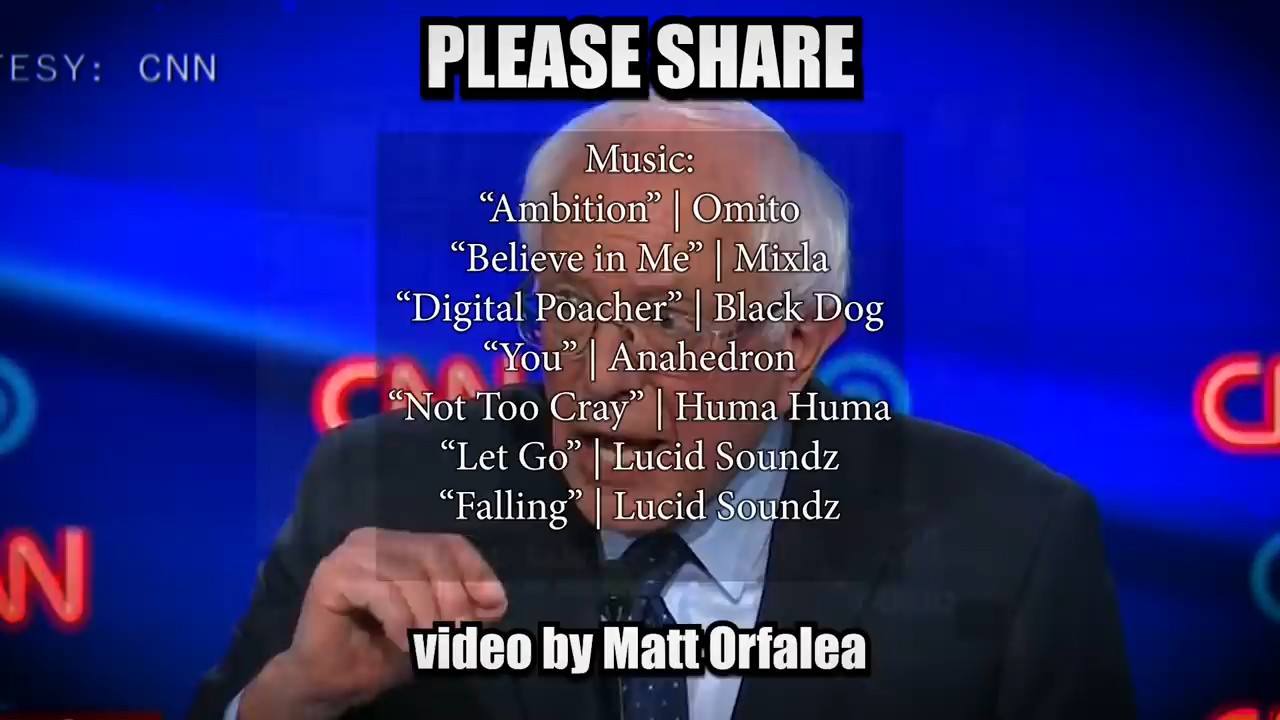 PLEASE SHARE
TESY: CNN
Music:
“Ambition” | Omito
“Believe in Me” | Mixla
“Digital Poacher” | Black Dog
“You” | Anahedron
CNN
“Not Too Cray” | Huma Huma
“Let Go” | Lucid Soundz
“Falling” | Lucid Soundz
video by Matt Orfalea